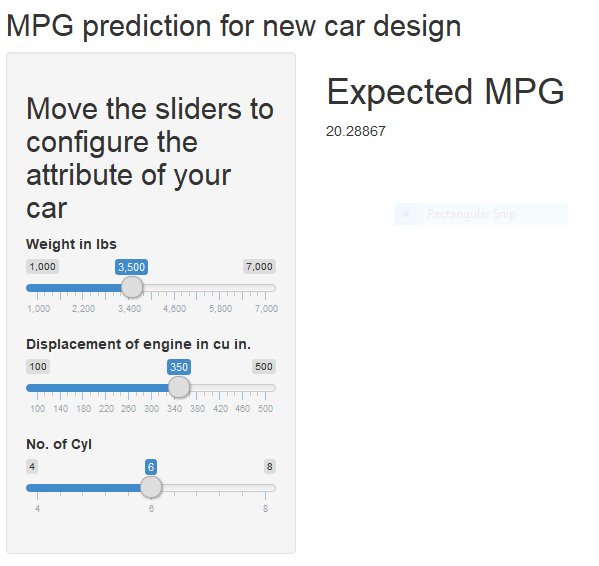 MPG prediction for new car design
Move the sliders to
configure the
attribute of your
car
Weight in lbs
1,000 3,500 7,000
1,000 2,200 3,400 4,600 5,800 7,000
Displacement of engine in cu in.
100 350 500
100 140 180 220 260 300 340 380 420 460 500
No. of Cyl
4 6 8
4 6 8
Expected MPG
20.28867
Rectangular Snip